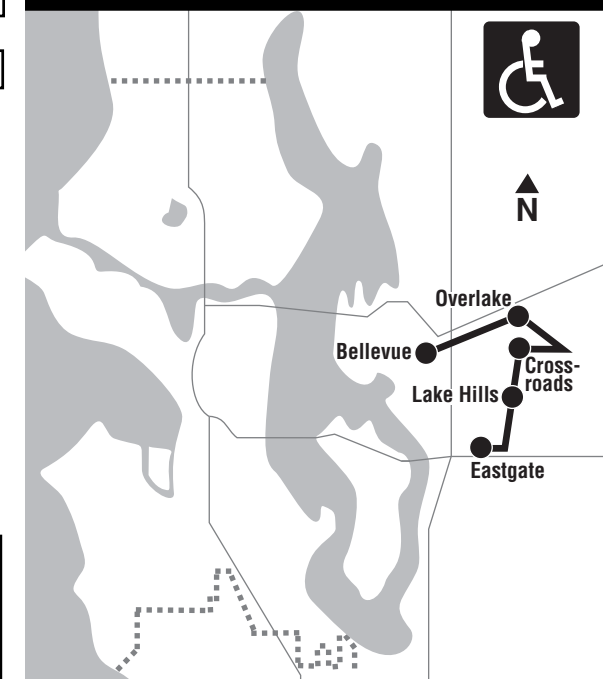 N
Overlake
Bellevue
Cross-
roads
Lake Hills
Eastgate